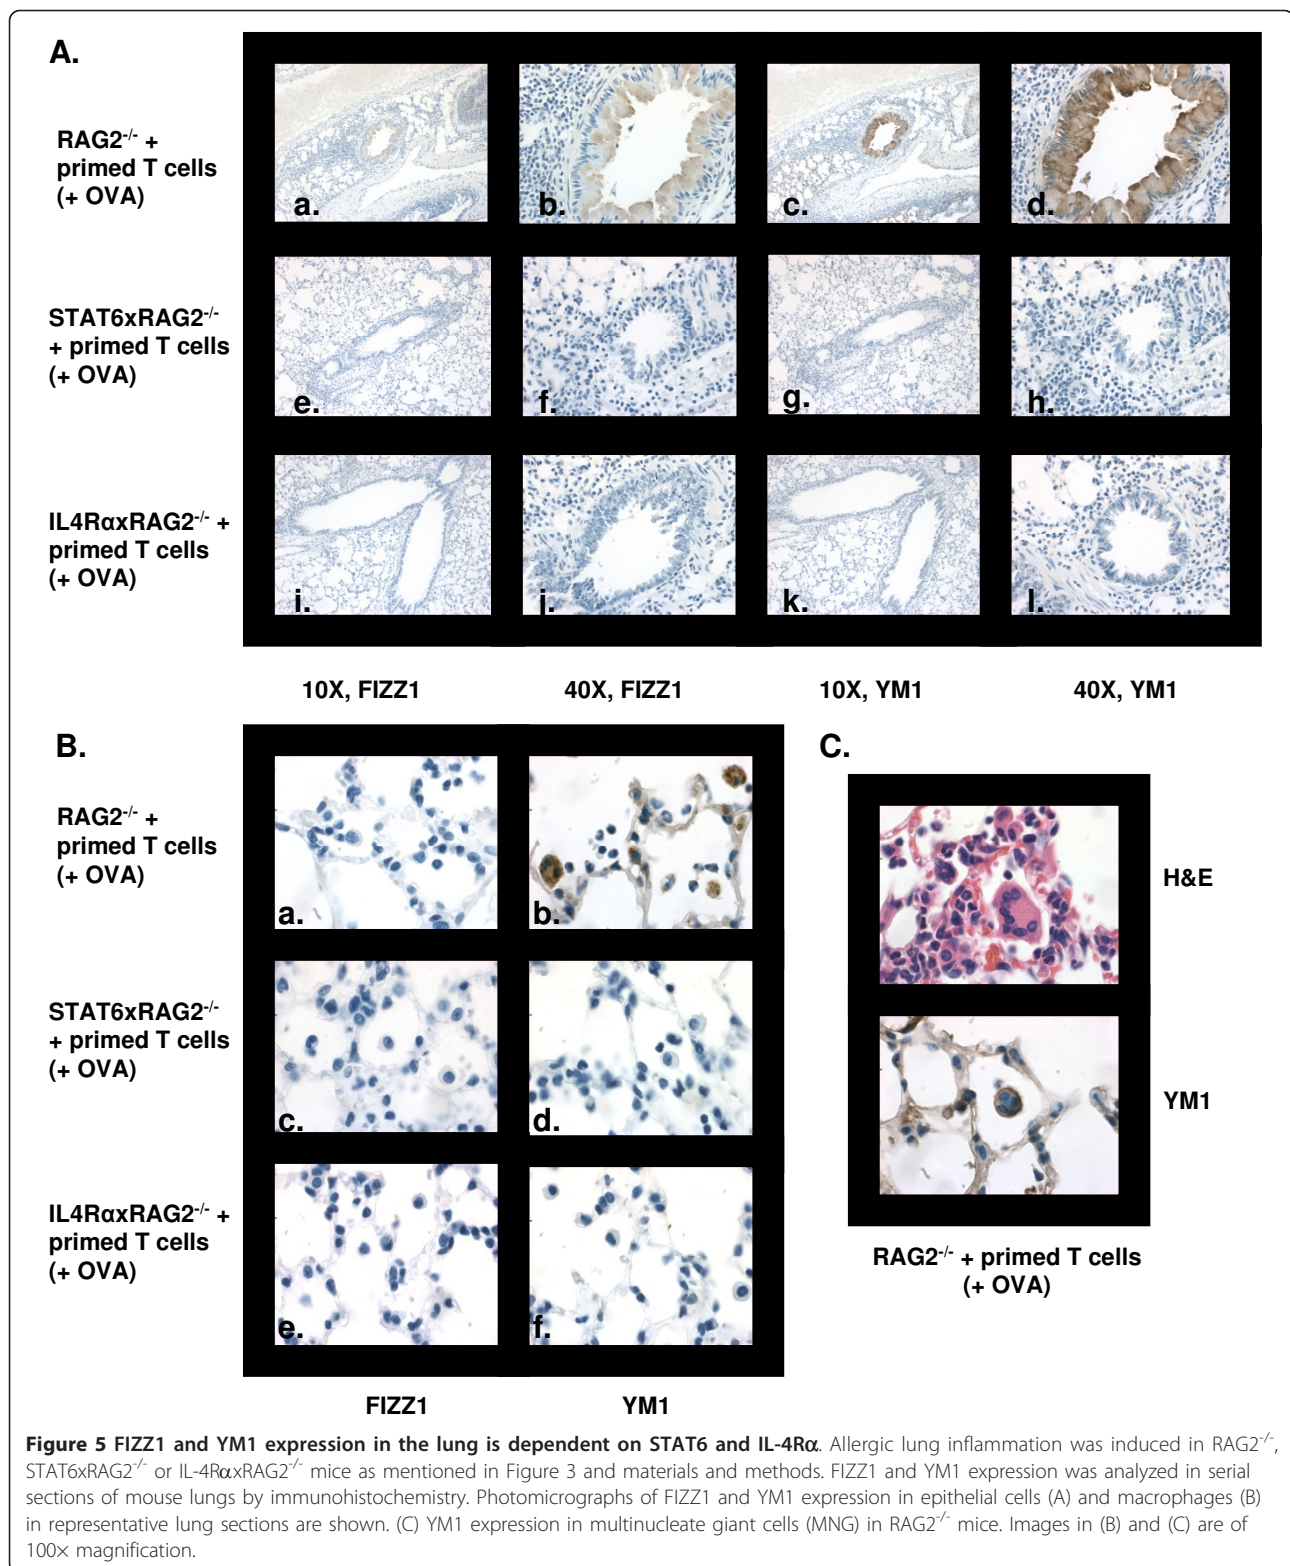 A.
RAG2-/- +
primed T cells
(+ OVA)
a.
b.
c.
d.
STAT6xRAG2-/-
+ primed T cells
(+ OVA)
e.
f.
g.
h.
IL4RαxRAG2-/- +
primed T cells
(+ OVA)
i.
j.
k.
l.
10X, FIZZ1
40X, FIZZ1
10X, YM1
40X, YM1
B.
RAG2-/- +
primed T cells
(+ OVA)
a.
b.
STAT6xRAG2-/-
+ primed T cells
(+ OVA)
c.
d.
IL4RαxRAG2-/- +
primed T cells
(+ OVA)
e.
f.
FIZZ1
YM1
C.
H&E
YM1
RAG2-/- + primed T cells
(+ OVA)
Figure 5 FIZZ1 and YM1 expression in the lung is dependent on STAT6 and IL-4Rα. Allergic lung inflammation was induced in RAG2-/-,
STAT6xRAG2-/- or IL-4RαxRAG2-/- mice as mentioned in Figure 3 and materials and methods. FIZZ1 and YM1 expression was analyzed in serial
sections of mouse lungs by immunohistochemistry. Photomicrographs of FIZZ1 and YM1 expression in epithelial cells (A) and macrophages (B)
in representative lung sections are shown. (C) YM1 expression in multinucleate giant cells (MNG) in RAG2-/- mice. Images in (B) and (C) are of
100× magnification.